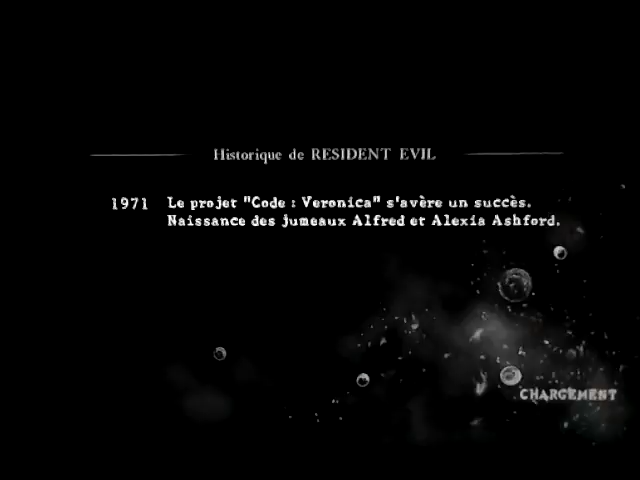 Historique de RESIDENT EVIL
1971 Le projet "Code : Veronica" s'avère un succès.
Naissance des jumeaux Alfred et Alexia Ashford.
CHARGEMENT